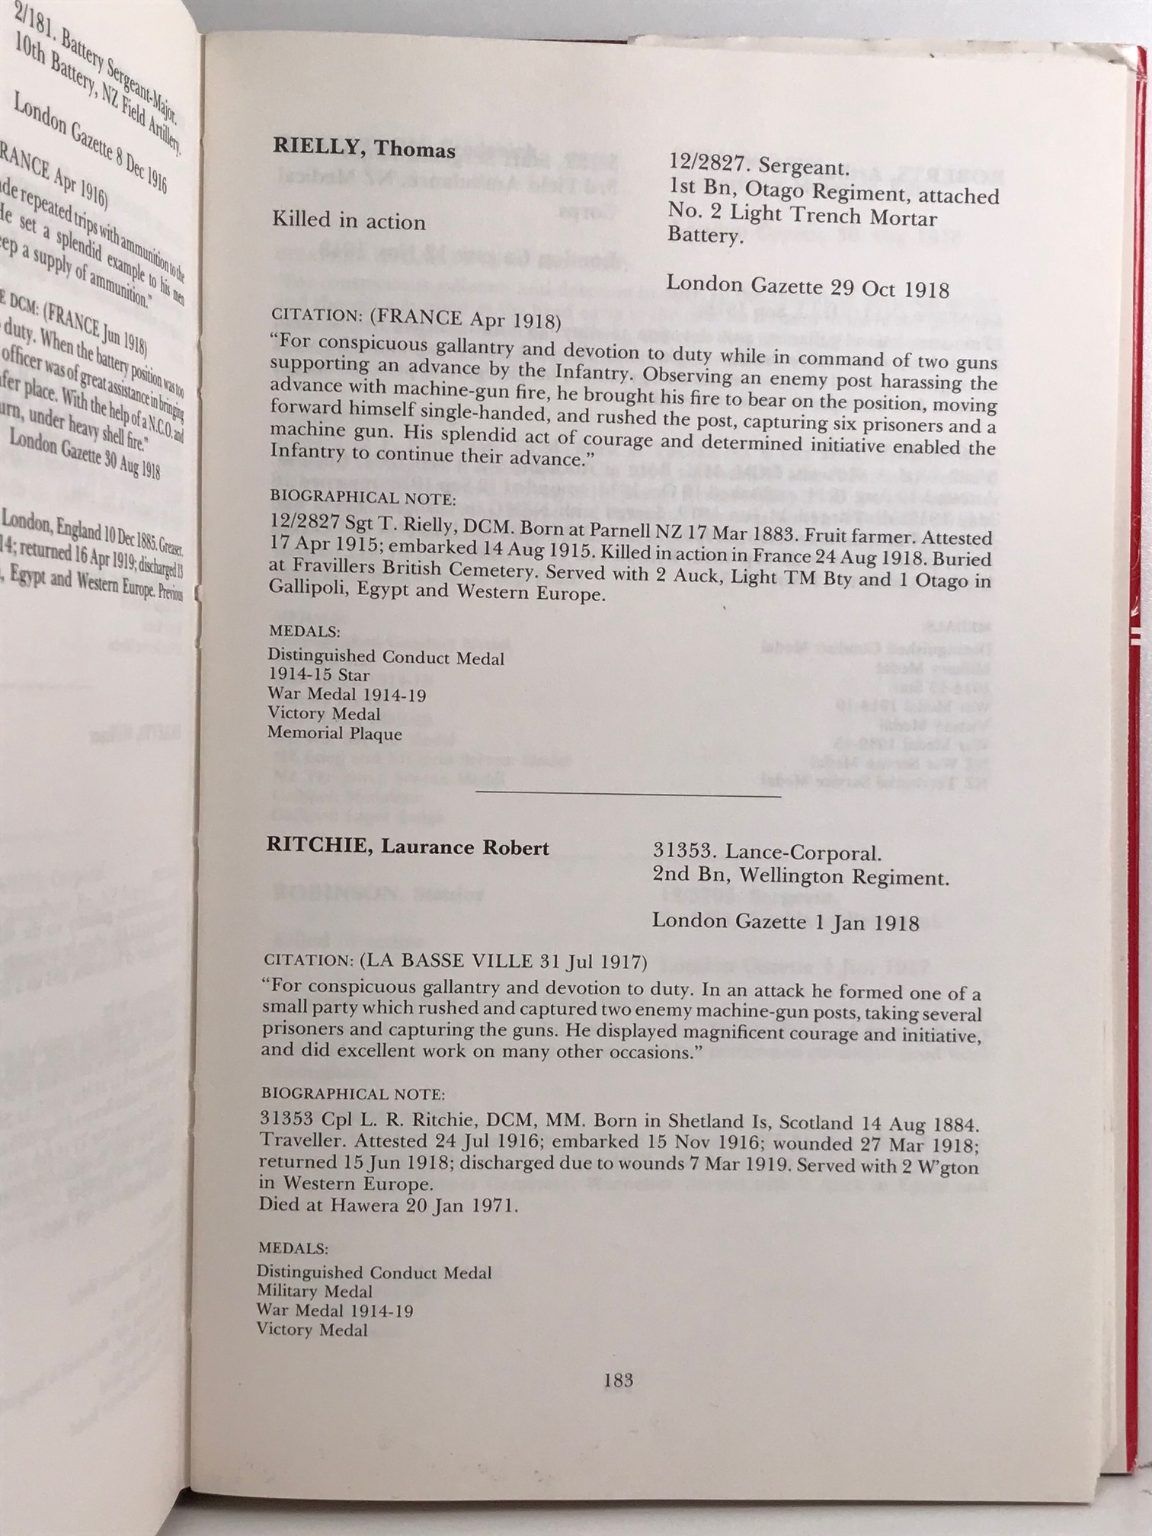 2/181. Battery Sergeant-Major.
10th Battery, NZ Field Artillery.
London Gazette 8 Dec 1916
RANCE Apr 1916)
de repeated trips with ammunition to the
He set a splendid example to his men
eep a supply of ammunition."
E DCM: (FRANCE Jun 1918)
duty. When the battery position was too
officer was of great assistance in bringing
fer place. With the help of a N.C.O. and
urn, under heavy shell fire."
London Gazette 30 Aug 1918
London, England 10 Dec 1885. Greaser.
14; returned 16 Apr 1919; discharged 13
, Egypt and Western Europe. Previous
RIELLY, Thomas
Killed in action
12/2827. Sergeant.
1st Bn, Otago Regiment, attached
No. 2 Light Trench Mortar
Battery.
London Gazette 29 Oct 1918
CITATION: (FRANCE Apr 1918)
“For conspicuous gallantry and devotion to duty while in command of two guns
supporting an advance by the Infantry. Observing an enemy post harassing the
advance with machine-gun fire, he brought his fire to bear on the position, moving
forward himself single-handed, and rushed the post, capturing six prisoners and a
machine gun. His splendid act of courage and determined initiative enabled the
Infantry to continue their advance.”
BIOGRAPHICAL NOTE:
12/2827 Sgt T. Rielly, DCM. Born at Parnell NZ 17 Mar 1883. Fruit farmer. Attested
17 Apr 1915; embarked 14 Aug 1915. Killed in action in France 24 Aug 1918. Buried
at Fravillers British Cemetery. Served with 2 Auck, Light TM Bty and 1 Otago in
Gallipoli, Egypt and Western Europe.
MEDALS:
Distinguished Conduct Medal
1914-15 Star
War Medal 1914-19
Victory Medal
Memorial Plaque
RITCHIE, Laurance Robert
31353. Lance-Corporal.
2nd Bn, Wellington Regiment.
London Gazette 1 Jan 1918
CITATION: (LA BASSE VILLE 31 Jul 1917)
“For conspicuous gallantry and devotion to duty. In an attack he formed one of a
small party which rushed and captured two enemy machine-gun posts, taking several
prisoners and capturing the guns. He displayed magnificent courage and initiative,
and did excellent work on many other occasions.”
BIOGRAPHICAL NOTE:
31353 Cpl L. R. Ritchie, DCM, MM. Born in Shetland Is, Scotland 14 Aug 1884.
Traveller. Attested 24 Jul 1916; embarked 15 Nov 1916; wounded 27 Mar 1918;
returned 15 Jun 1918; discharged due to wounds 7 Mar 1919. Served with 2 W’gton
in Western Europe.
Died at Hawera 20 Jan 1971.
MEDALS:
Distinguished Conduct Medal
Military Medal
War Medal 1914-19
Victory Medal
183